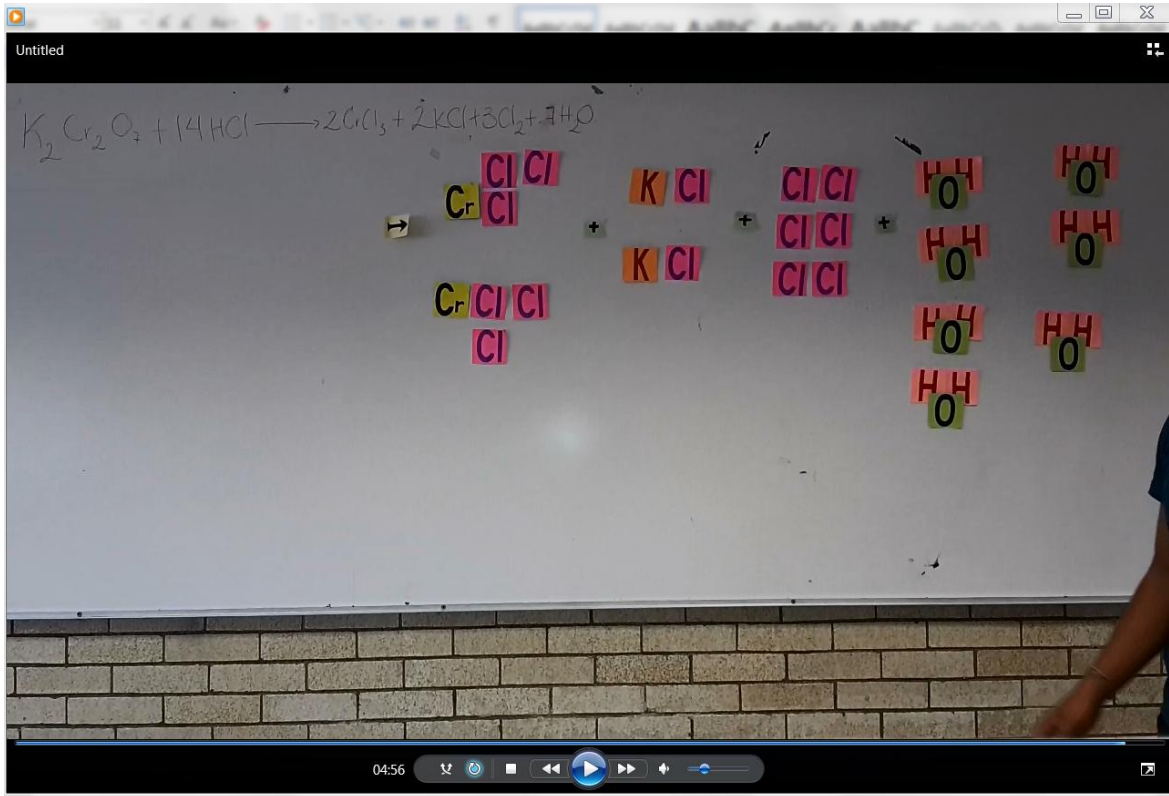 Untitled
K₂Cr₂O₇ + 14HCl → 2CrCl₃ + 2KCl + 3Cl₂ + 7H₂O
Cl Cl
Cr Cl
K Cl
Cl Cl
H H
O
H H
O
→
+
+
+
Cl Cl
H H
O
H H
O
K Cl
Cl Cl
Cr Cl Cl
Cl
H H
O
H H
O
H H
O
04:56